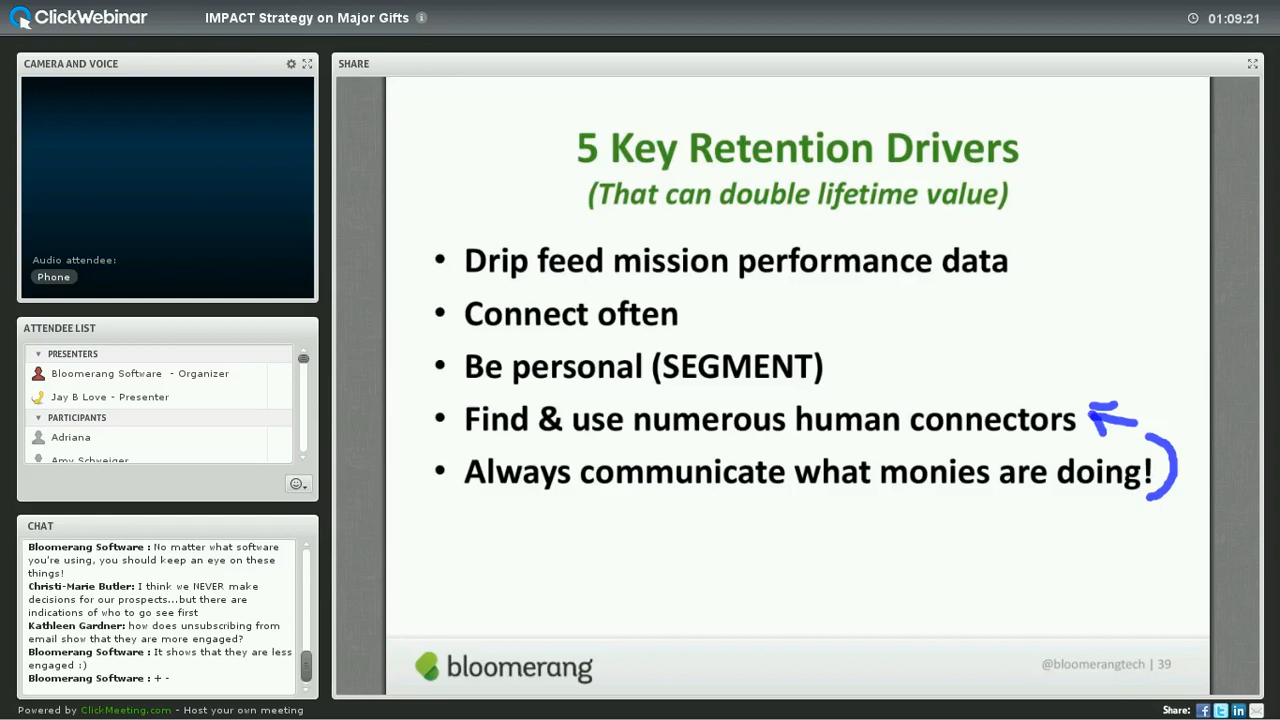 ClickWebinar
IMPACT Strategy on Major Gifts
01:09:21
CAMERA AND VOICE
Audio attendee:
Phone
ATTENDEE LIST
PRESENTERS
Bloomerang Software - Organizer
Jay B Love - Presenter
PARTICIPANTS
Adriana
Amy Schweiger
CHAT
Bloomerang Software : No matter what software
you're using, you should keep an eye on these
things!
Christi-Marie Butler: I think we NEVER make
decisions for our prospects...but there are
indications of who to go see first
Kathleen Gardner: how does unsubscribing from
email show that they are more engaged?
Bloomerang Software : It shows that they are less
engaged :)
Bloomerang Software : + -
SHARE
5 Key Retention Drivers
(That can double lifetime value)
• Drip feed mission performance data
• Connect often
• Be personal (SEGMENT)
• Find & use numerous human connectors
• Always communicate what monies are doing!
bloomerang
@bloomerangtech | 39
Powered by ClickMeeting.com - Host your own meeting
Share: